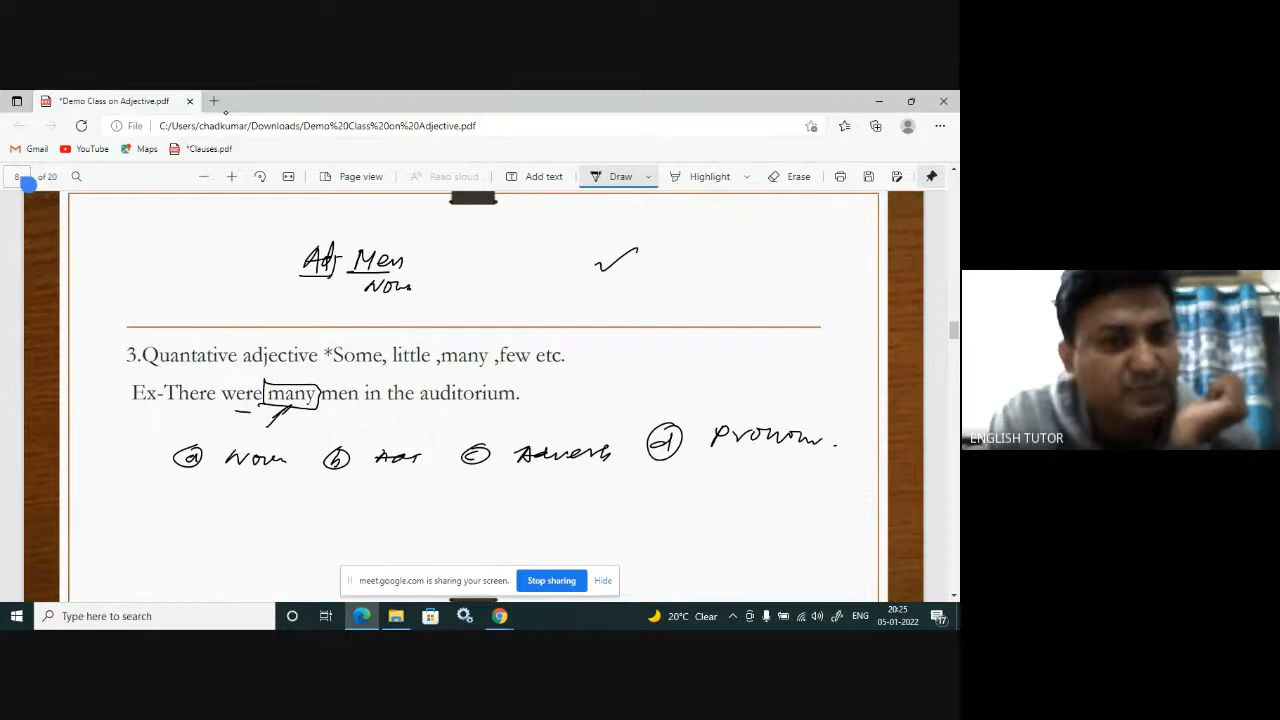 *Demo Class on Adjective.pdf
File C:/Users/chadkumar/Downloads/Demo%20Class%20on%20Adjective.pdf
Gmail YouTube Maps *Clauses.pdf
8 of 20 Page view Read aloud Add text Draw Highlight Erase
Adj Men
Noun
3.Quantative adjective *Some, little ,many ,few etc.
Ex-There were many men in the auditorium.
a Noun b c Adverb d Pronoun.
ENGLISH TUTOR
meet.google.com is sharing your screen. Stop sharing Hide
Type here to search 20°C Clear ENG 20:25
05-01-2022 17